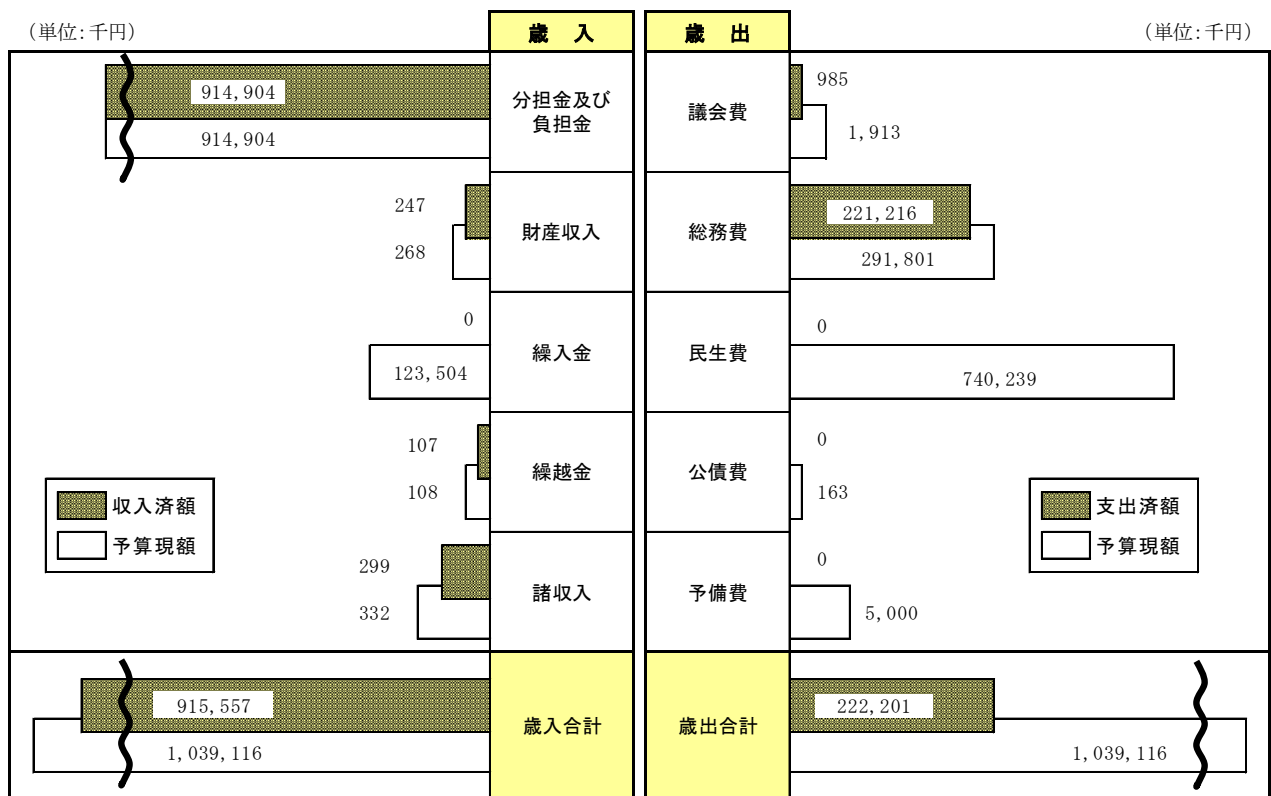 (単位:千円)
歳 入
歳 出
(単位:千円)
914,904
914,904
分担金及び
負担金
議会費
985
1,913
247
268
財産収入
総務費
221,216
291,801
0
123,504
繰入金
民生費
0
740,239
107
108
繰越金
公債費
0
163
収入済額
予算現額
支出済額
予算現額
299
332
諸収入
予備費
0
5,000
915,557
1,039,116
歳入合計
歳出合計
222,201
1,039,116